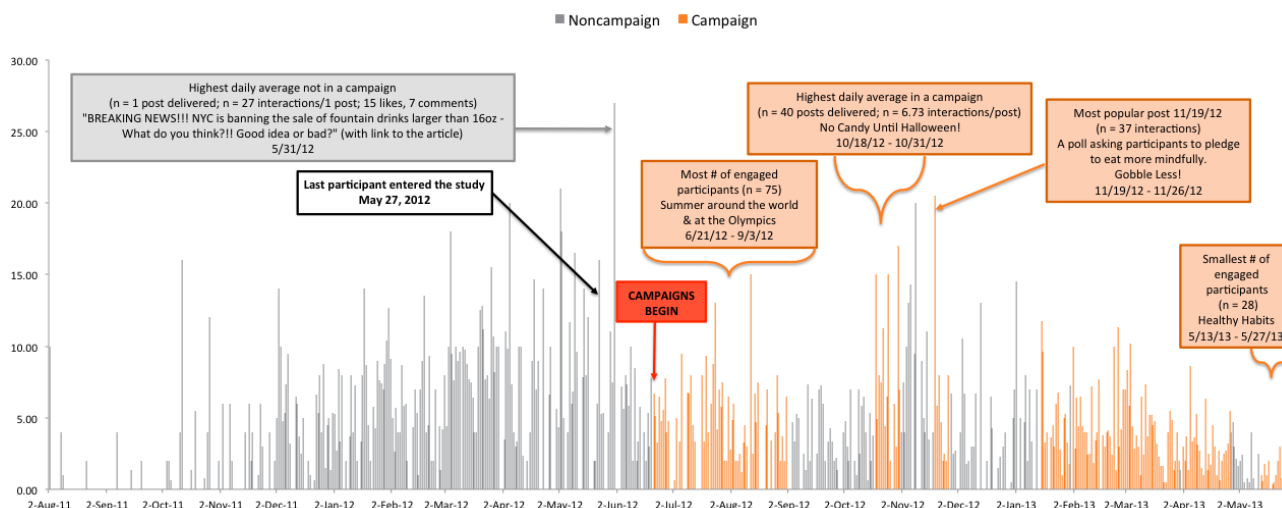 Noncampaign Campaign
30.00
25.00
20.00
15.00
10.00
5.00
0.00
Highest daily average not in a campaign
(n = 1 post delivered; n = 27 interactions/1 post; 15 likes, 7 comments)
"BREAKING NEWS!!! NYC is banning the sale of fountain drinks larger than 16oz -
What do you think?!! Good idea or bad?" (with link to the article)
5/31/12
Last participant entered the study
May 27, 2012
CAMPAIGNS
BEGIN
Most # of engaged
participants (n = 75)
Summer around the world
& at the Olympics
6/21/12 - 9/3/12
Highest daily average in a campaign
(n = 40 posts delivered; n = 6.73 interactions/post)
No Candy Until Halloween!
10/18/12 - 10/31/12
Most popular post 11/19/12
(n = 37 interactions)
A poll asking participants to pledge
to eat more mindfully.
Gobble Less!
11/19/12 - 11/26/12
Smallest # of
engaged
participants
(n = 28)
Healthy Habits
5/13/13 - 5/27/13
2-Aug-11 2-Sep-11 2-Oct-11 2-Nov-11 2-Dec-11 2-Jan-12 2-Feb-12 2-Mar-12 2-Apr-12 2-May-12 2-Jun-12 2-Jul-12 2-Aug-12 2-Sep-12 2-Oct-12 2-Nov-12 2-Dec-12 2-Jan-13 2-Feb-13 2-Mar-13 2-Apr-13 2-May-13